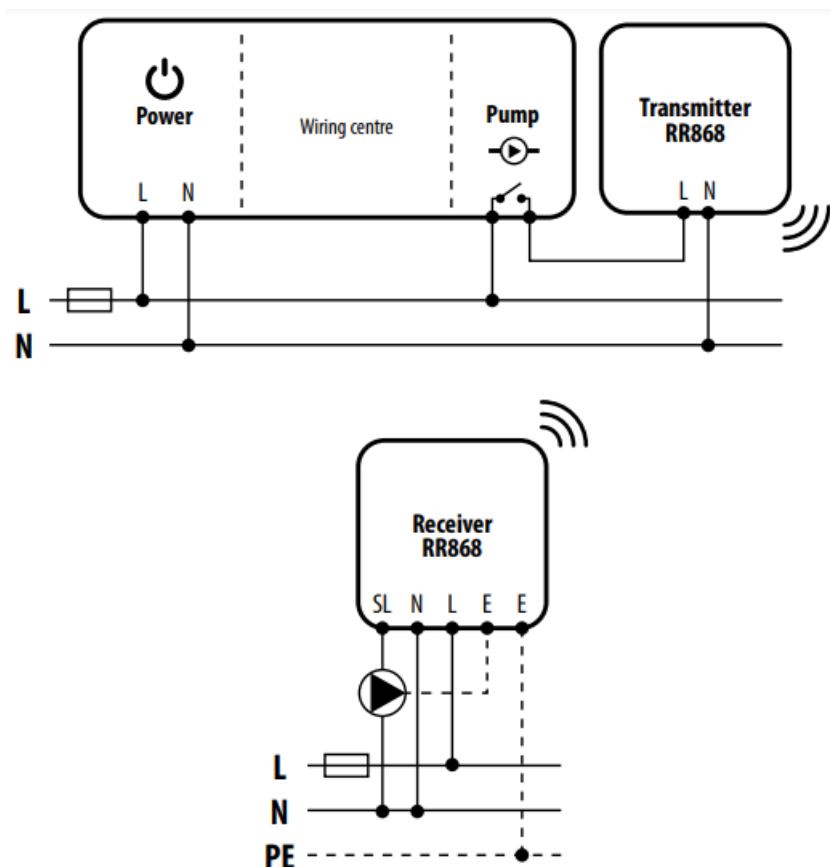 Power
Wiring centre
Pump
Transmitter
RR868
L N
L N
L
N
Receiver
RR868
SL N L E E
L
N
PE